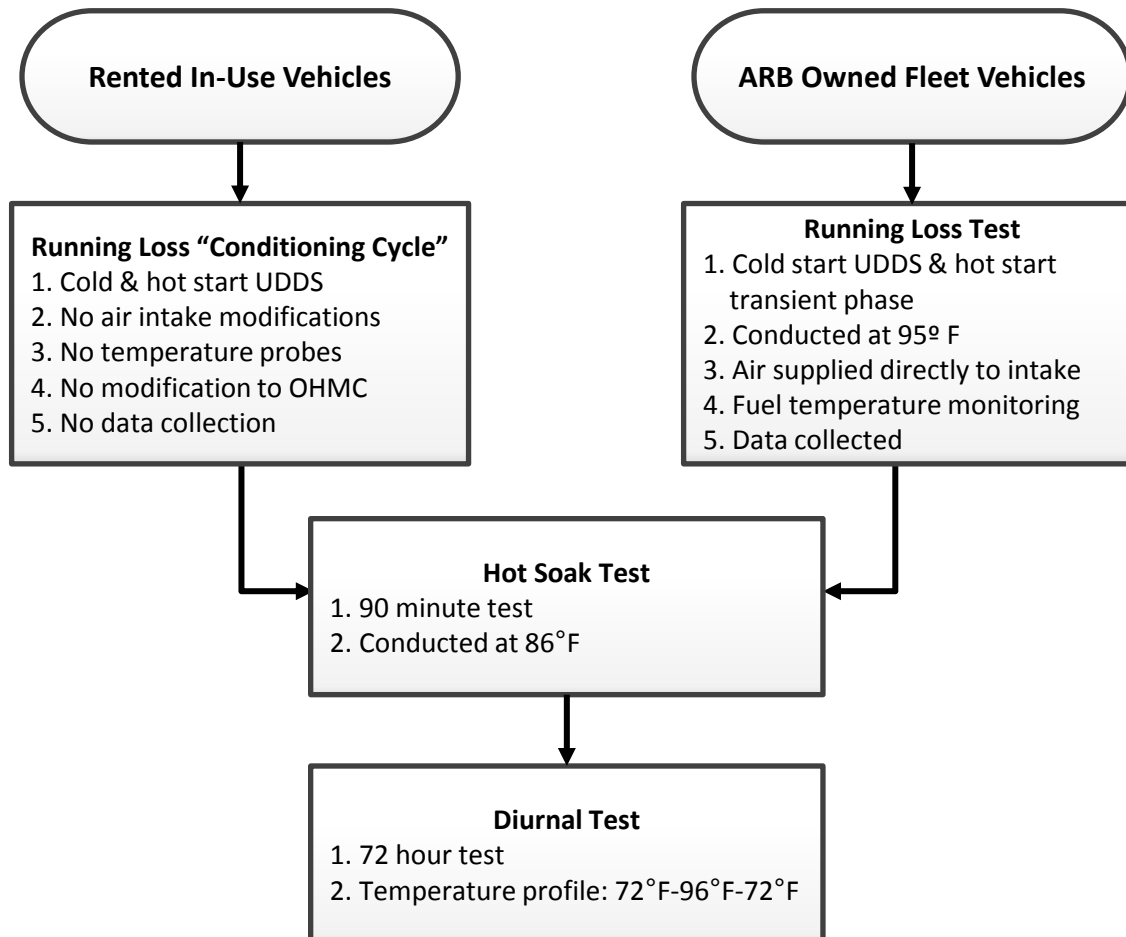 Rented In-Use Vehicles
ARB Owned Fleet Vehicles
Running Loss “Conditioning Cycle”
1. Cold & hot start UDDS
2. No air intake modifications
3. No temperature probes
4. No modification to OHMC
5. No data collection
Running Loss Test
1. Cold start UDDS & hot start
transient phase
2. Conducted at 95º F
3. Air supplied directly to intake
4. Fuel temperature monitoring
5. Data collected
Hot Soak Test
1. 90 minute test
2. Conducted at 86°F
Diurnal Test
1. 72 hour test
2. Temperature profile: 72°F-96°F-72°F